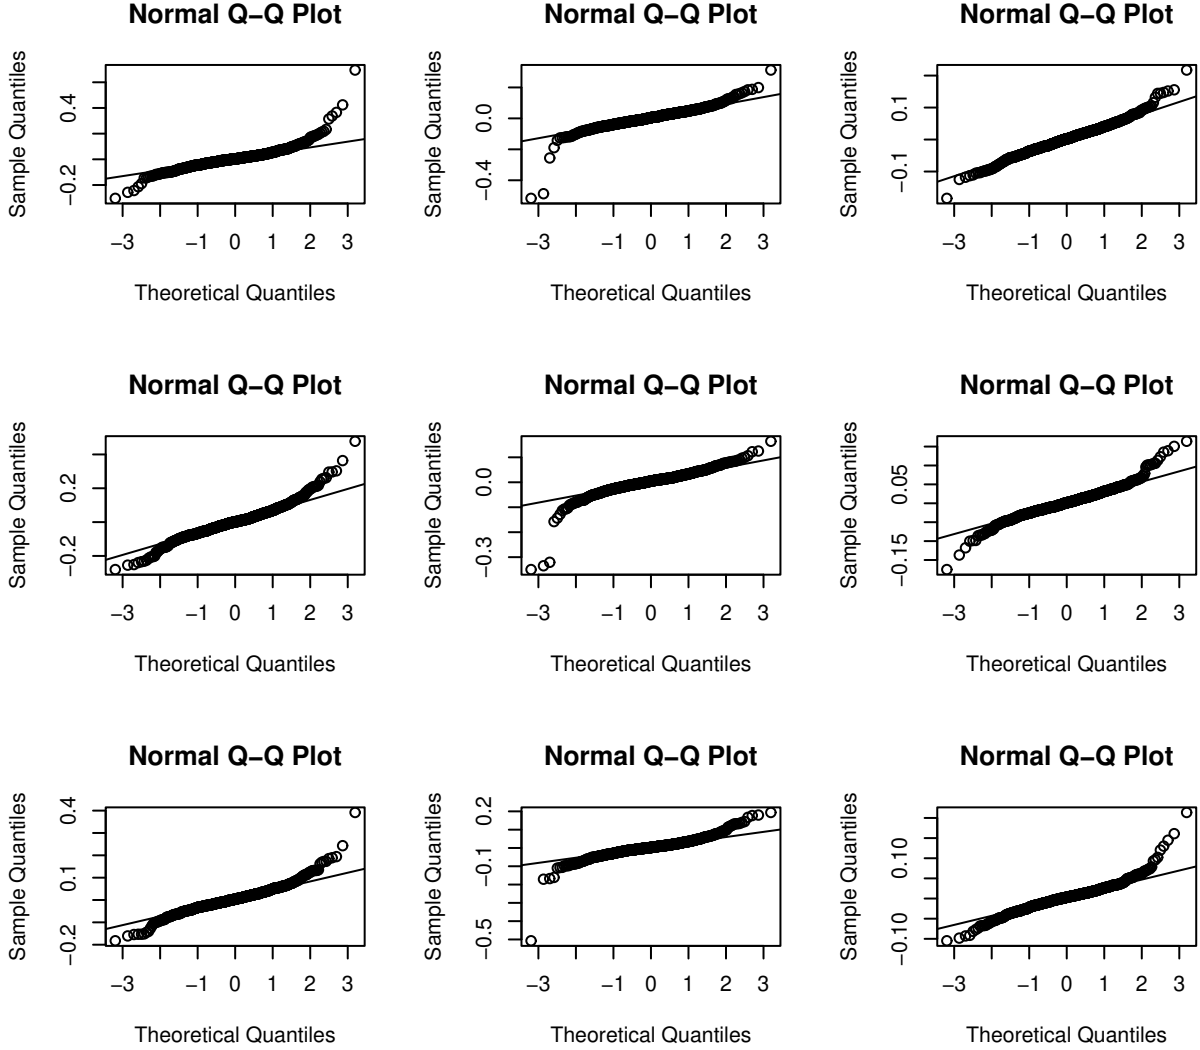 Normal Q−Q Plot
Sample Quantiles
−0.2 0.4
−3 −1 0 1 2 3
Theoretical Quantiles
Normal Q−Q Plot
Sample Quantiles
−0.4 0.0
−3 −1 0 1 2 3
Theoretical Quantiles
Normal Q−Q Plot
Sample Quantiles
−0.1 0.1
−3 −1 0 1 2 3
Theoretical Quantiles
Normal Q−Q Plot
Sample Quantiles
−0.2 0.2
−3 −1 0 1 2 3
Theoretical Quantiles
Normal Q−Q Plot
Sample Quantiles
−0.3 0.0
−3 −1 0 1 2 3
Theoretical Quantiles
Normal Q−Q Plot
Sample Quantiles
−0.15 0.05
−3 −1 0 1 2 3
Theoretical Quantiles
Normal Q−Q Plot
Sample Quantiles
−0.2 0.1 0.4
−3 −1 0 1 2 3
Theoretical Quantiles
Normal Q−Q Plot
Sample Quantiles
−0.5 −0.1 0.2
−3 −1 0 1 2 3
Theoretical Quantiles
Normal Q−Q Plot
Sample Quantiles
−0.10 0.10
−3 −1 0 1 2 3
Theoretical Quantiles